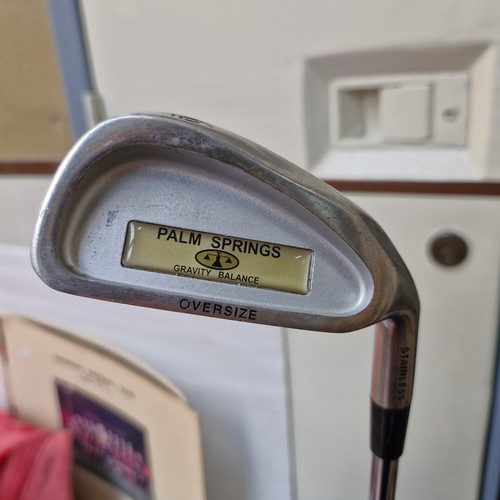 PALM SPRINGS
GRAVITY BALANCE
OVERSIZE
STAINLESS